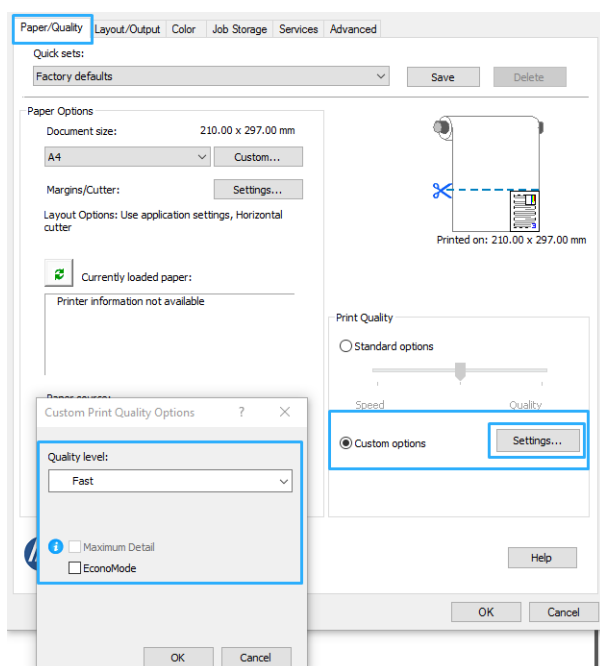 Paper/Quality Layout/Output Color Job Storage Services Advanced
Quick sets:
Factory defaults Save Delete
Paper Options
Document size: 210.00 x 297.00 mm
A4 Custom...
Margins/Cutter: Settings...
Layout Options: Use application settings, Horizontal
cutter
Printed on: 210.00 x 297.00 mm
Currently loaded paper:
Printer information not available
Print Quality
Standard options
Speed Quality
Custom options Settings...
Paper source:
Custom Print Quality Options ? ×
Quality level:
Fast
Maximum Detail
EconoMode
OK Cancel
Help
OK Cancel